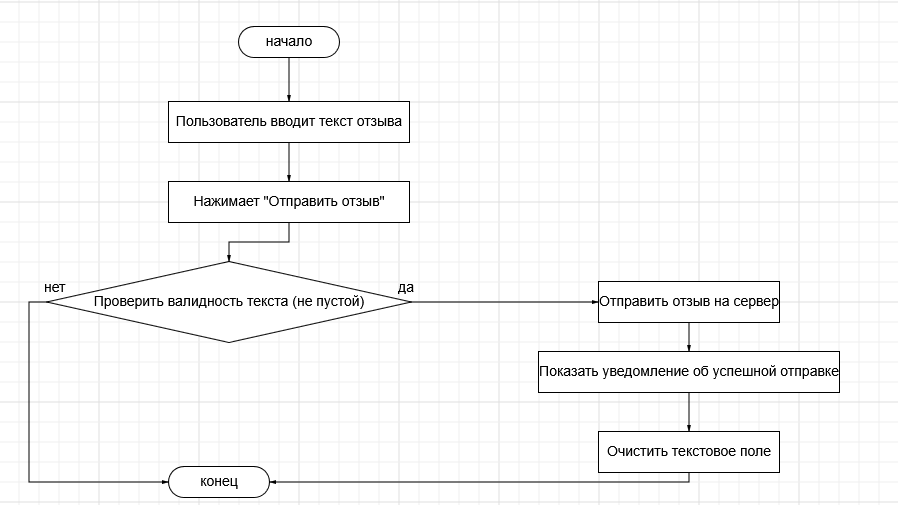 начало
Пользователь вводит текст отзыва
Нажимает "Отправить отзыв"
нет
да
Проверить валидность текста (не пустой)
Отправить отзыв на сервер
Показать уведомление об успешной отправке
Очистить текстовое поле
конец